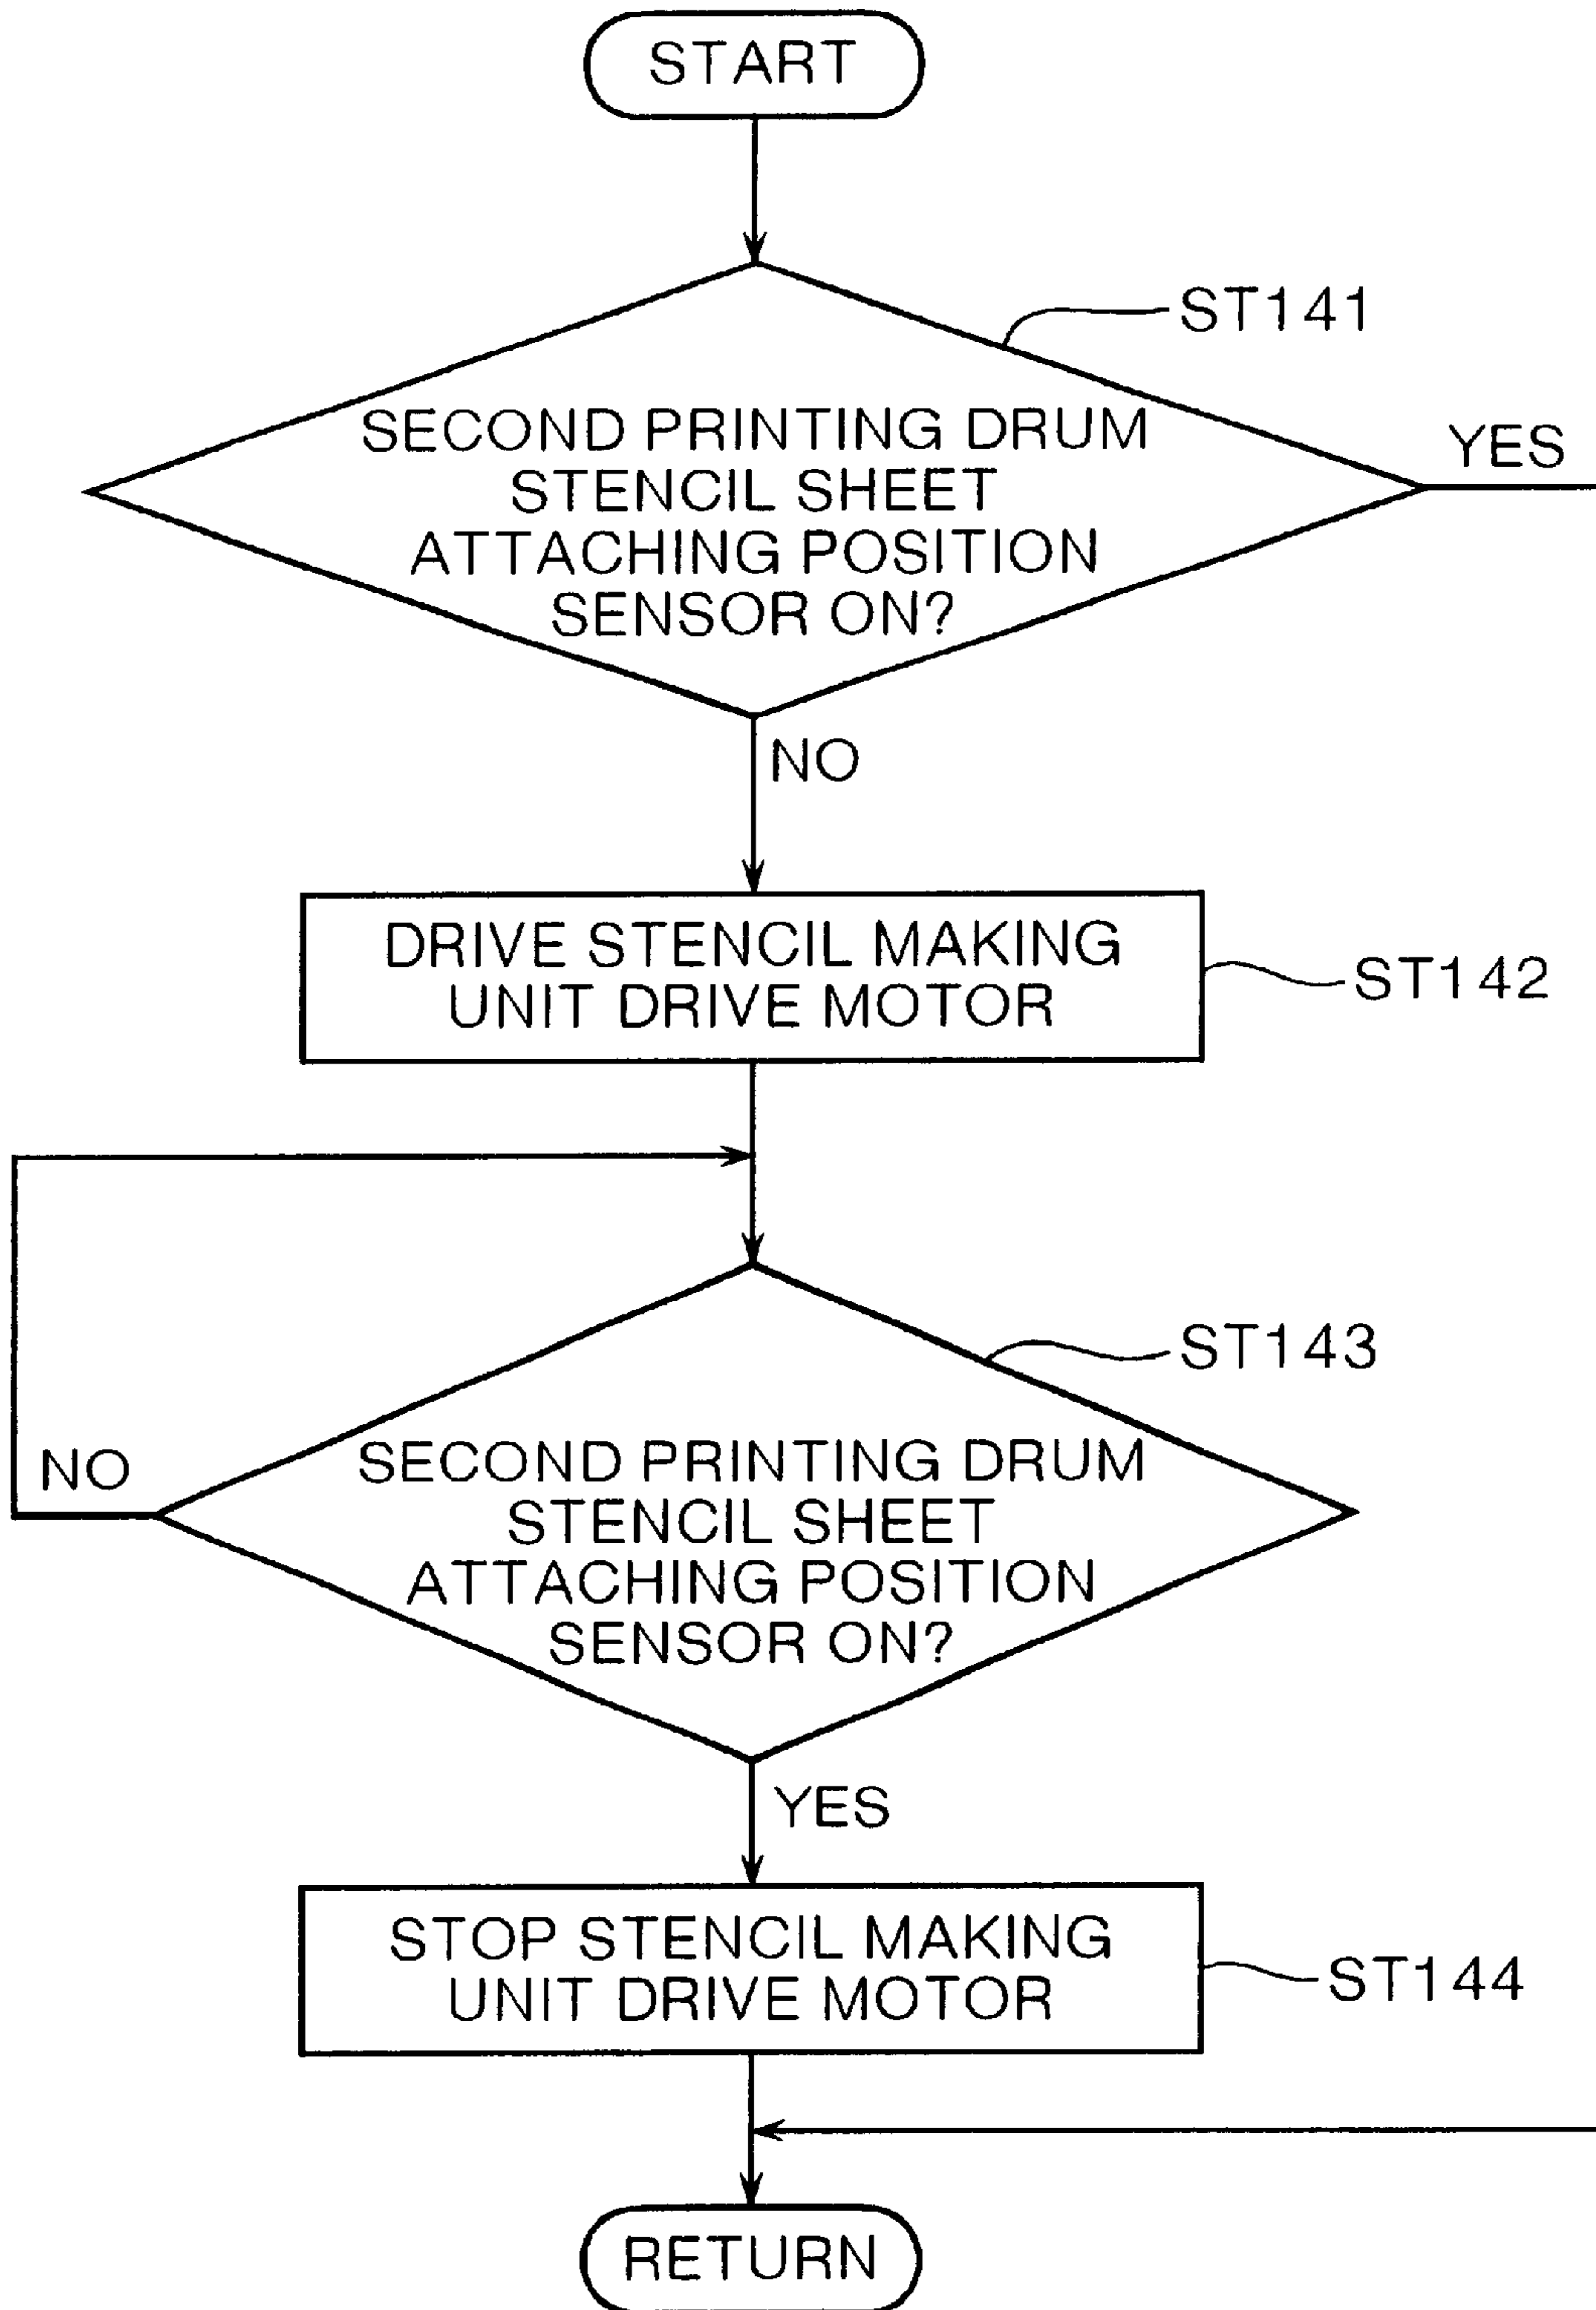 START
ST141
SECOND PRINTING DRUM
STENCIL SHEET
ATTACHING POSITION
SENSOR ON?
YES
NO
DRIVE STENCIL MAKING
UNIT DRIVE MOTOR
ST142
ST143
SECOND PRINTING DRUM
STENCIL SHEET
ATTACHING POSITION
SENSOR ON?
NO
YES
STOP STENCIL MAKING
UNIT DRIVE MOTOR
ST144
RETURN